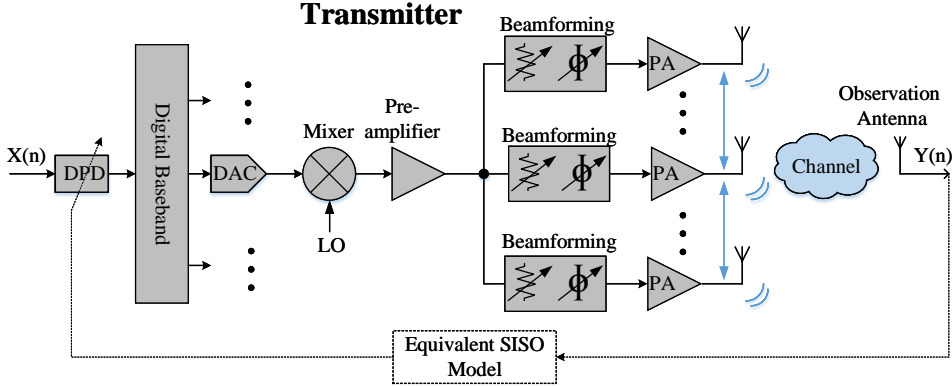 Transmitter
Beamforming
ϕ
PA
Observation
Antenna
Pre-
amplifier
Mixer
X(n)
DPD
Digital Baseband
DAC
LO
Beamforming
ϕ
PA
Channel
Y(n)
Beamforming
ϕ
PA
Equivalent SISO
Model